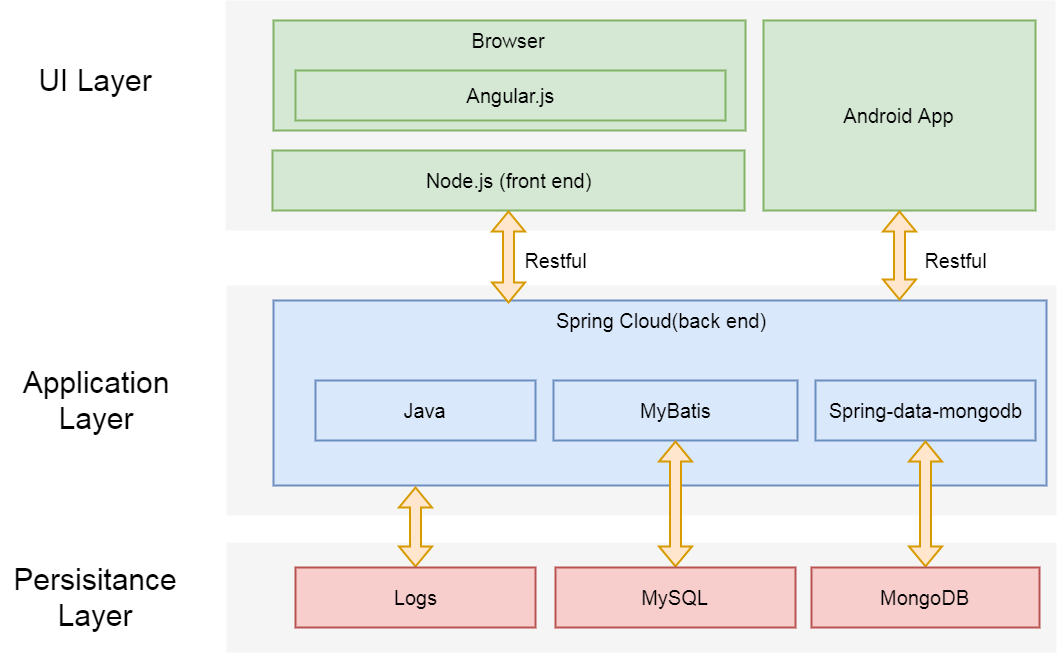 UI Layer
Browser
Angular.js
Android App
Node.js (front end)
Restful
Restful
Application
Layer
Spring Cloud(back end)
Java
MyBatis
Spring-data-mongodb
Persisitance
Layer
Logs
MySQL
MongoDB